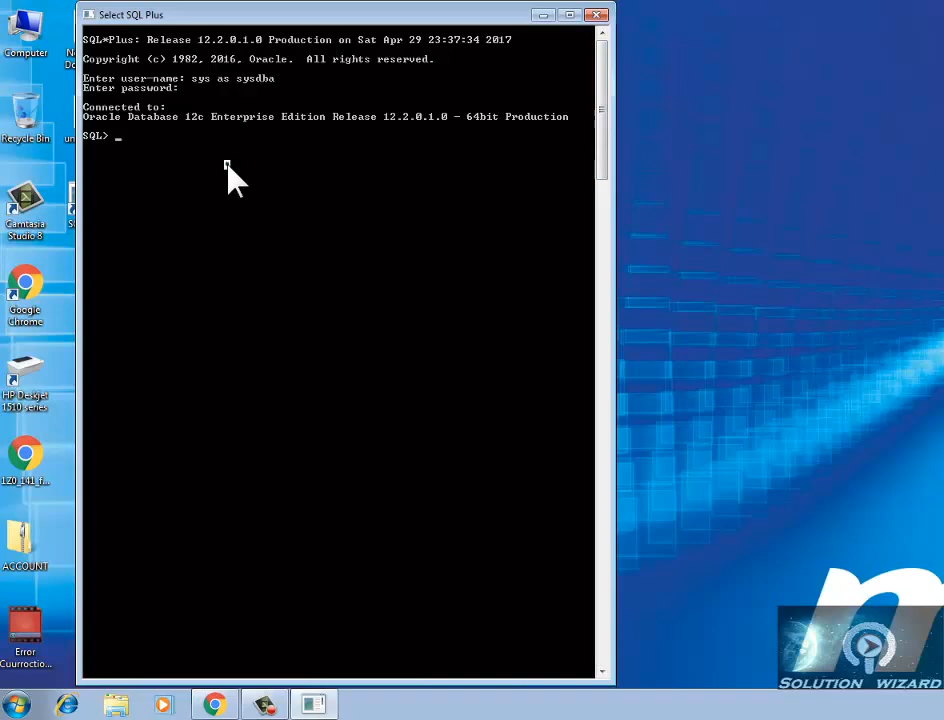 Select SQL Plus
SQL*Plus: Release 12.2.0.1.0 Production on Sat Apr 29 23:37:34 2017
Copyright (c) 1982, 2016, Oracle.  All rights reserved.
Enter user-name: sys as sysdba
Enter password:
Connected to:
Oracle Database 12c Enterprise Edition Release 12.2.0.1.0 - 64bit Production
SQL>
Computer
Recycle Bin
Camtasia
Studio 8
Google
Chrome
HP Deskjet
1510 series
1Z0_141_f...
ACCOUNT
Error
Cuurroctio...
SOLUTION WIZARD